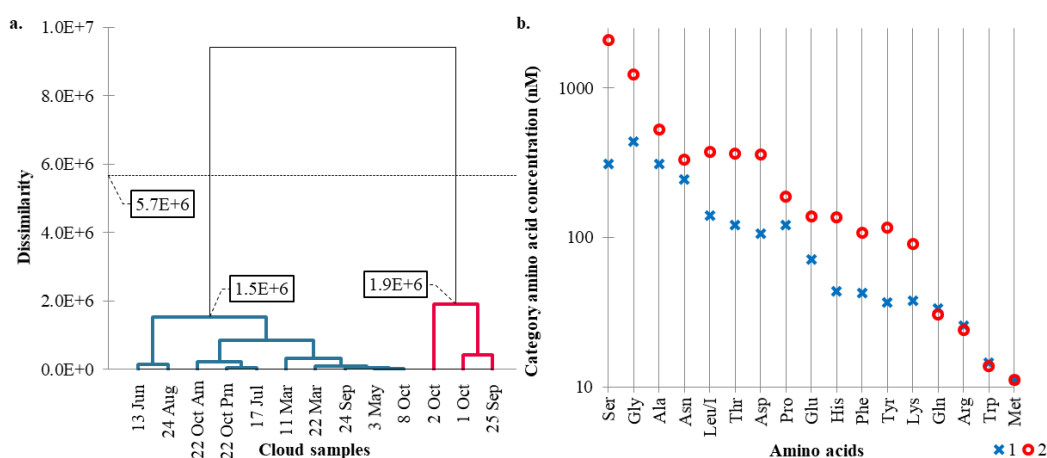 a.
Dissimilarity
1.0E+7
8.0E+6
6.0E+6
4.0E+6
2.0E+6
0.0E+0
5.7E+6
1.5E+6
1.9E+6
13 Jun
24 Aug
22 Oct Am
22 Oct Pm
17 Jul
11 Mar
22 Mar
24 Sep
3 May
8 Oct
2 Oct
1 Oct
25 Sep
Cloud samples
b.
Category amino acid concentration (nM)
1000
100
10
Ser
Gly
Ala
Asn
Leu/I
Thr
Asp
Pro
Glu
His
Phe
Tyr
Lys
Gln
Arg
Trp
Met
Amino acids
1
2